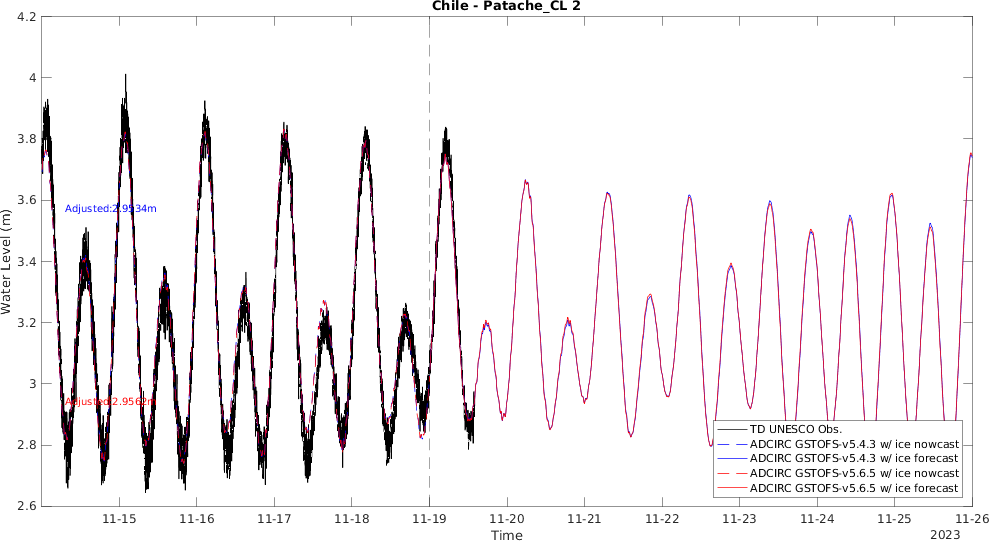 Chile - Patache_CL 2
4.2
4
3.8
3.6
3.4
3.2
3
2.8
2.6
Water Level (m)
Adjusted:2.9534m
Adjusted:2.9562m
TD UNESCO Obs.
ADCIRC GSTOFS-v5.4.3 w/ ice nowcast
ADCIRC GSTOFS-v5.4.3 w/ ice forecast
ADCIRC GSTOFS-v5.6.5 w/ ice nowcast
ADCIRC GSTOFS-v5.6.5 w/ ice forecast
11-15 11-16 11-17 11-18 11-19 11-20 11-21 11-22 11-23 11-24 11-25 11-26
Time
2023